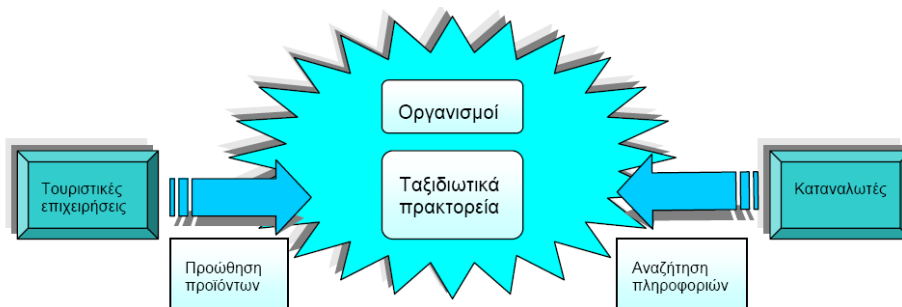 Οργανισμοί
Ταξιδιωτικά
πρακτορεία
Τουριστικές
επιχειρήσεις
Καταναλωτές
Προώθηση
προϊόντων
Αναζήτηση
πληροφοριών